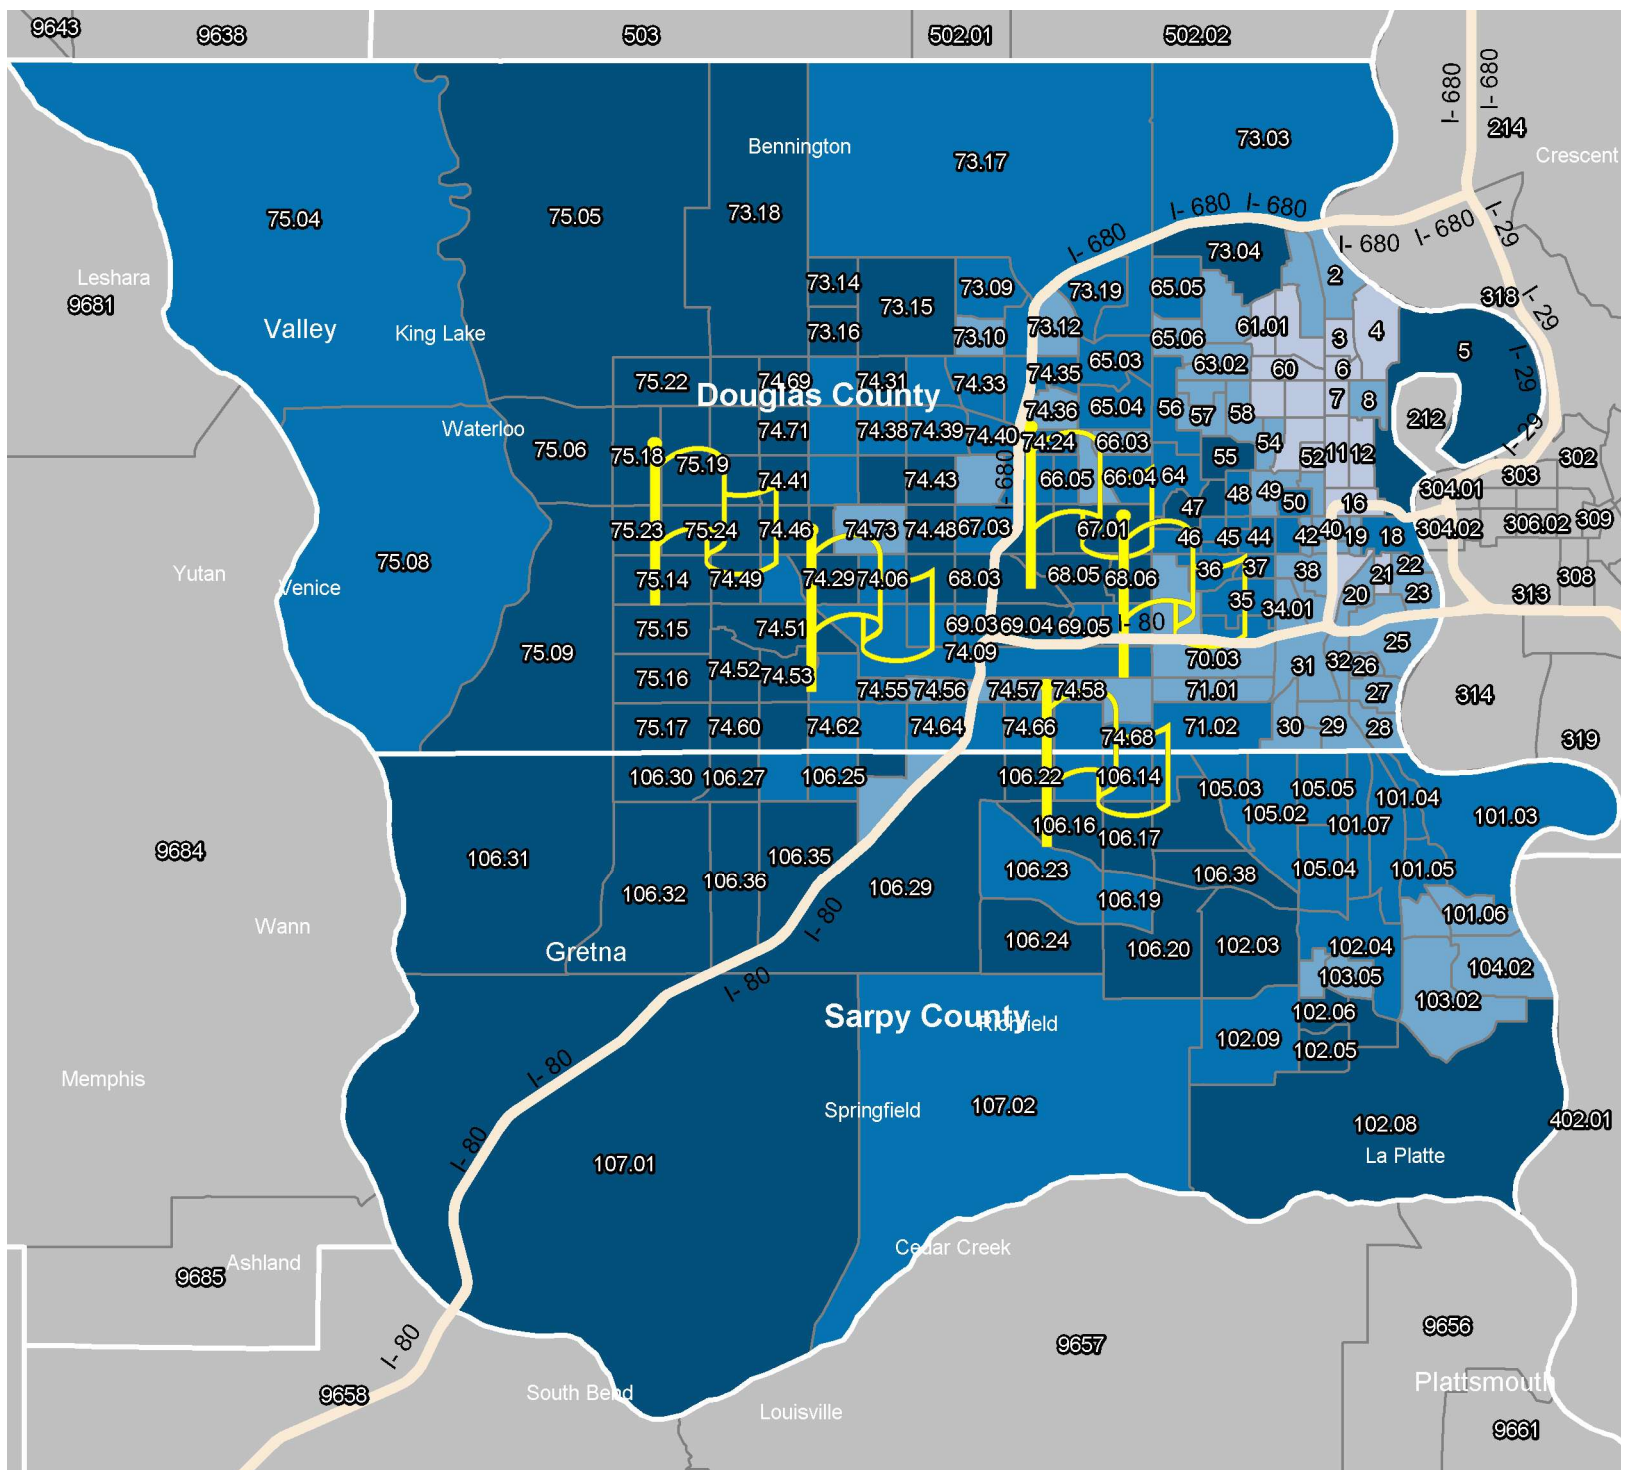 9643 9638 503 502.01 502.02
I- 680 I- 680
214
Crescent
73.03
Bennington
73.17
75.04 75.05 73.18
I- 680 I- 680 I- 680 I- 680 I- 680 I- 29
73.04
Leshara
9681
73.14 73.15 73.09 73.19 65.05 2 318 I- 29
Valley King Lake
73.16 73.10 73.12 65.06 61.01 3 4
5 I- 29
75.22 74.69 74.31 74.33 74.35 65.03 63.02 60 6
Douglas County
74.36 65.04 56 57 58 7 8 212
Waterloo
74.71 74.38 74.39 74.40 74.24 66.03 54 I- 29
75.06 75.18 75.19 55 52 11 12 302
74.41 74.43 I- 680 66.05 66.04 64 303
47 48 49 50 16 304.01
75.23 75.24 74.46 74.73 74.48 67.03 67.01 46 45 44 42 40 19 18 304.02 306.02 309
75.08
Yutan Venice
75.14 74.49 74.29 74.06 68.03 68.05 68.06 36 37 38 21 22 308
35 34.01 20 23 313
75.15 74.51 69.03 69.04 69.05 I- 80
75.09 74.09 70.03 25
75.16 74.52 74.53 31 32 26
74.55 74.56 74.57 74.58 71.01 27 314
75.17 74.60 74.62 74.64 74.66 74.68 71.02 30 29 28 319
106.30 106.27 106.25 106.22 106.14 105.03 105.05 101.04
105.02 101.07 101.03
106.16 106.17
9684 106.31 106.35 106.23 105.04 101.05
106.32 106.36 106.29 106.38
106.19 101.06
I- 80
Wann
Gretna 106.24 106.20 102.03 102.04
I- 80 103.05 104.02
103.02
Sarpy County
Richfield 102.06
102.09 102.05
I- 80
Memphis
Springfield 107.02
102.08 402.01
I- 80
107.01 La Platte
Cedar Creek
Ashland
9685
I- 80
9657 9656
9658 South Bend Plattsmouth
Louisville
9661